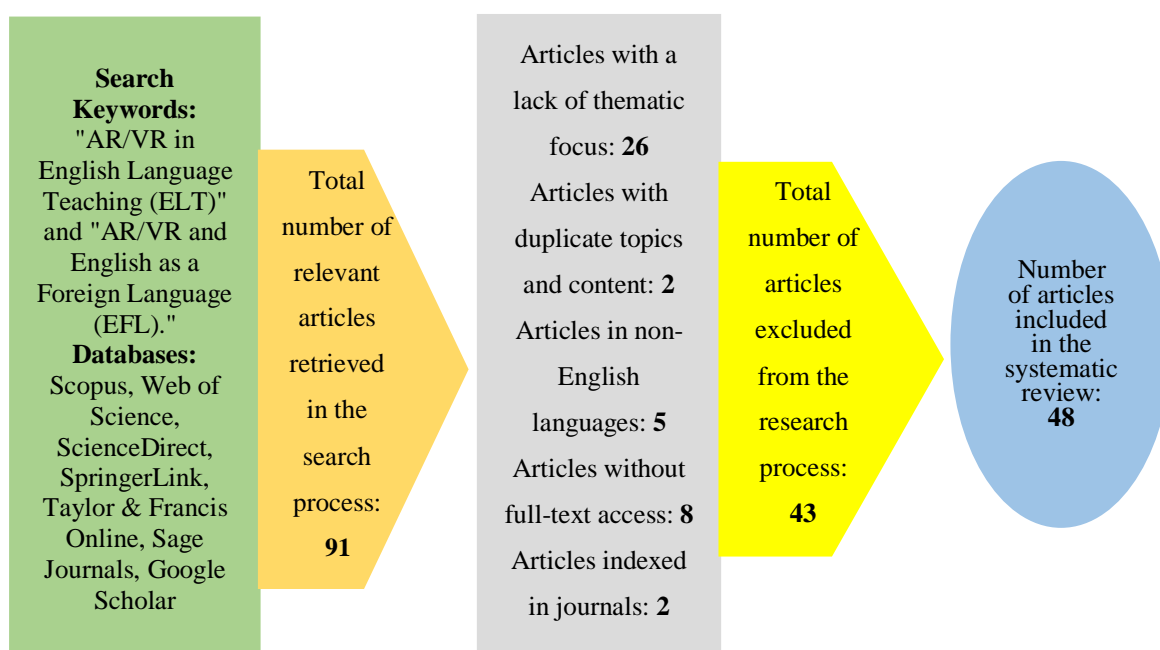 Search
Keywords:
"AR/VR in
English Language
Teaching (ELT)"
and "AR/VR and
English as a
Foreign Language
(EFL)."
Databases:
Scopus, Web of
Science,
ScienceDirect,
SpringerLink,
Taylor & Francis
Online, Sage
Journals, Google
Scholar
Total
number of
relevant
articles
retrieved
in the
search
process:
91
Articles with a
lack of thematic
focus: 26
Articles with
duplicate topics
and content: 2
Articles in non-
English
languages: 5
Articles without
full-text access: 8
Articles indexed
in journals: 2
Total
number of
articles
excluded
from the
research
process:
43
Number
of articles
included
in the
systematic
review:
48